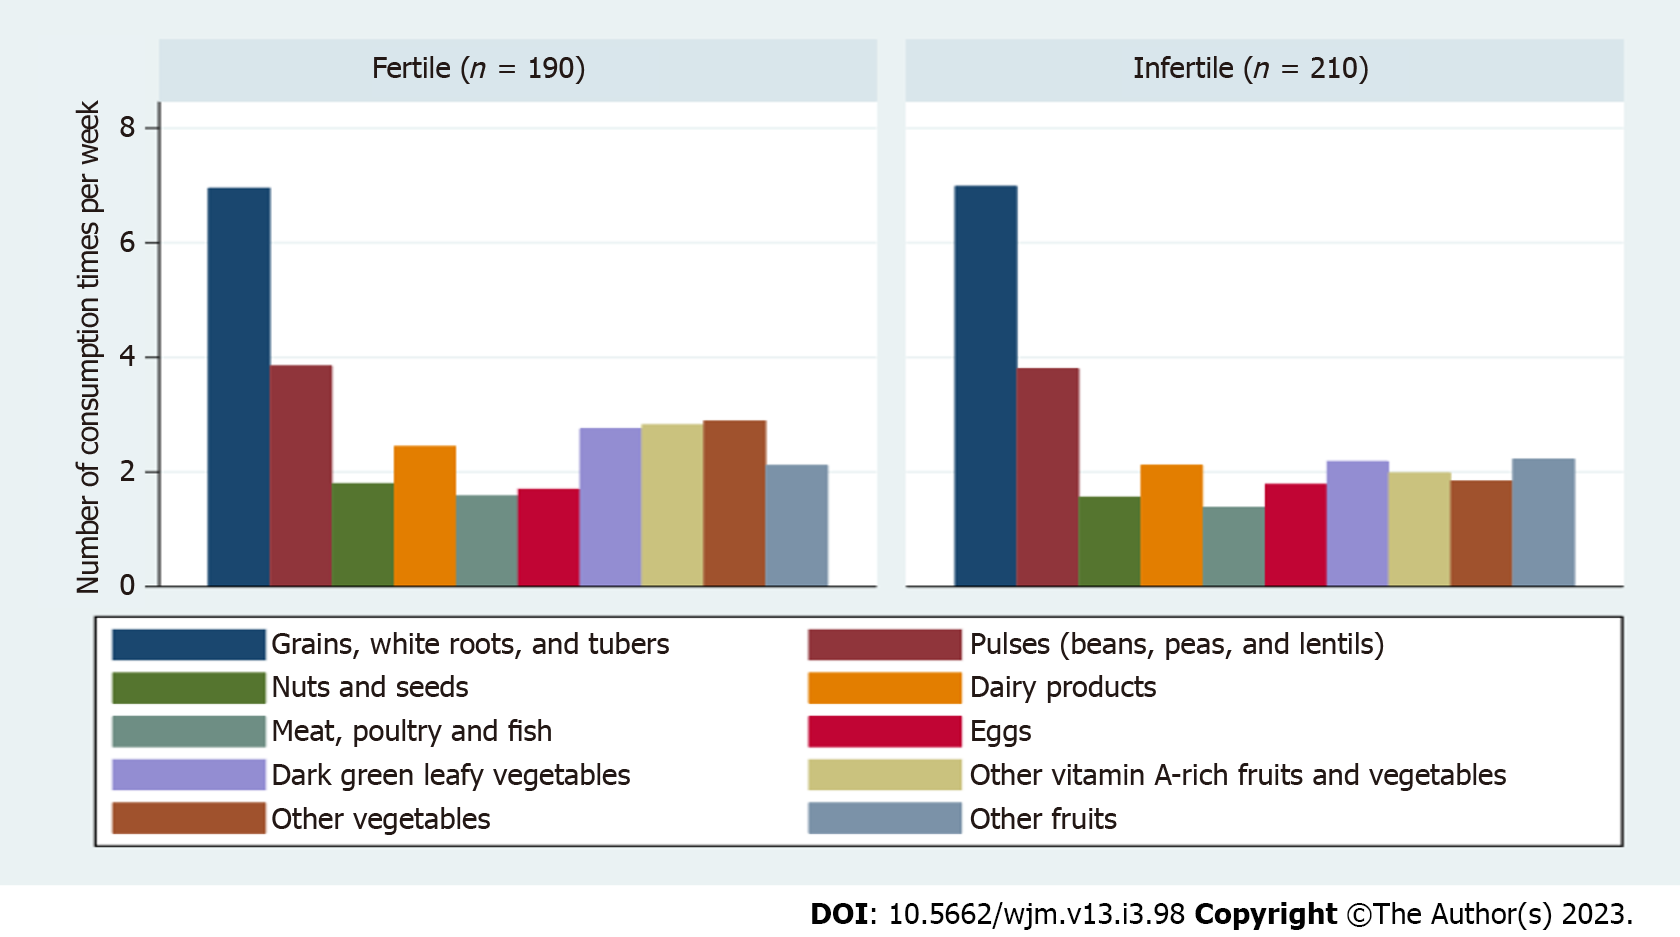 Fertile (n = 190)
Infertile (n = 210)
Number of consumption times per week
8
6
4
2
0
Grains, white roots, and tubers
Pulses (beans, peas, and lentils)
Nuts and seeds
Dairy products
Meat, poultry and fish
Eggs
Dark green leafy vegetables
Other vitamin A-rich fruits and vegetables
Other vegetables
Other fruits
DOI: 10.5662/wjm.v13.i3.98 Copyright ©The Author(s) 2023.